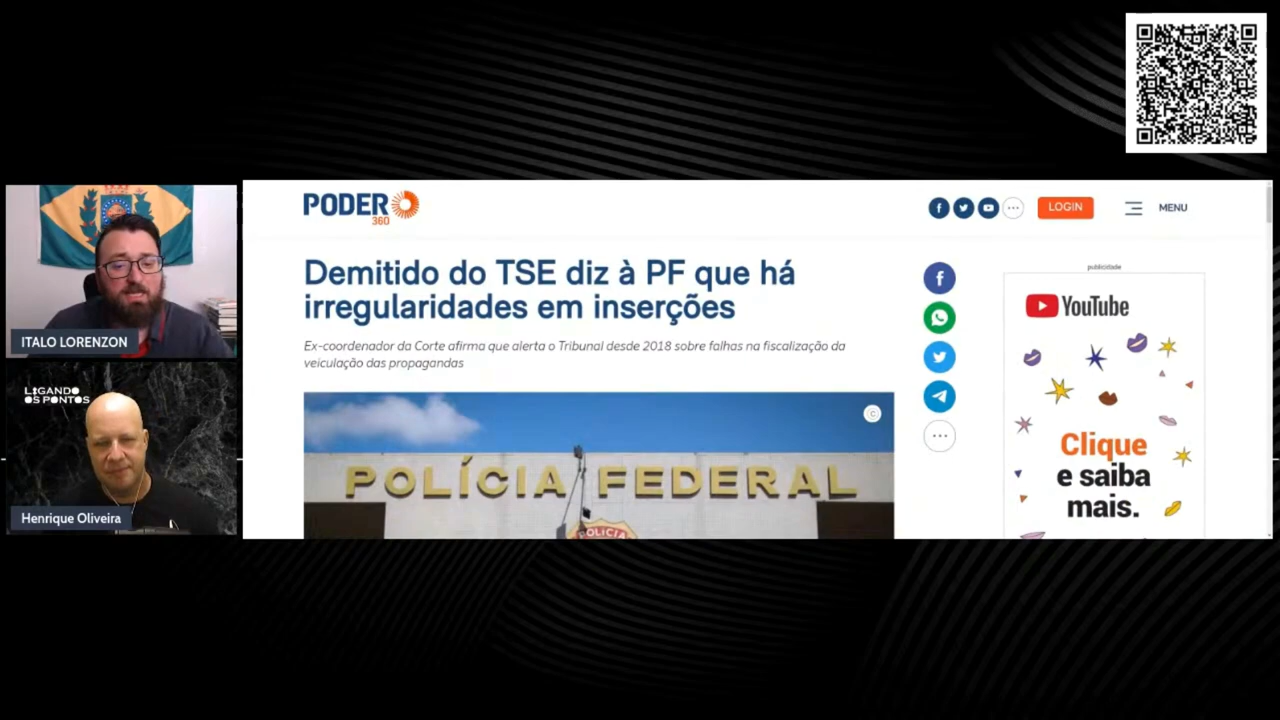 ITALO LORENZON
LIGANDO
OS PONTOS
Henrique Oliveira
PODER
360
LOGIN
MENU
Demitido do TSE diz à PF que há
irregularidades em inserções
Ex-coordenador da Corte afirma que alerta o Tribunal desde 2018 sobre falhas na fiscalização da
veiculação das propagandas
POLÍCIA FEDERAL
POLÍCIA
publicidade
YouTube
Clique
e saiba
mais.